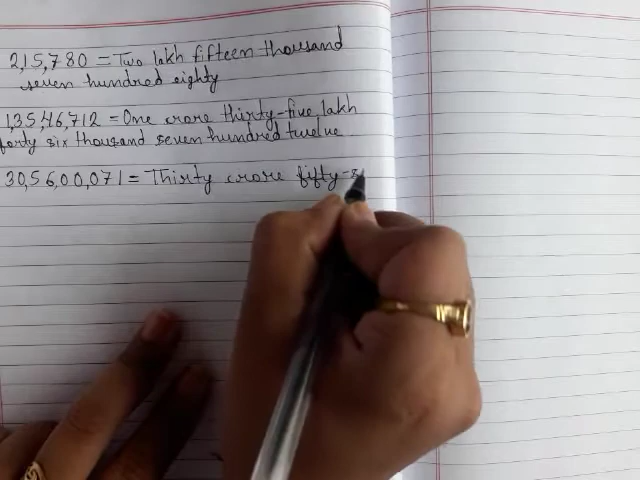 2,15,780 = Two lakh fifteen thousand
seven hundred eighty
1,35,46,712 = One crore thirty-five lakh
forty six thousand seven hundred twelve
30,56,00,071 = Thirty crore fifty-s